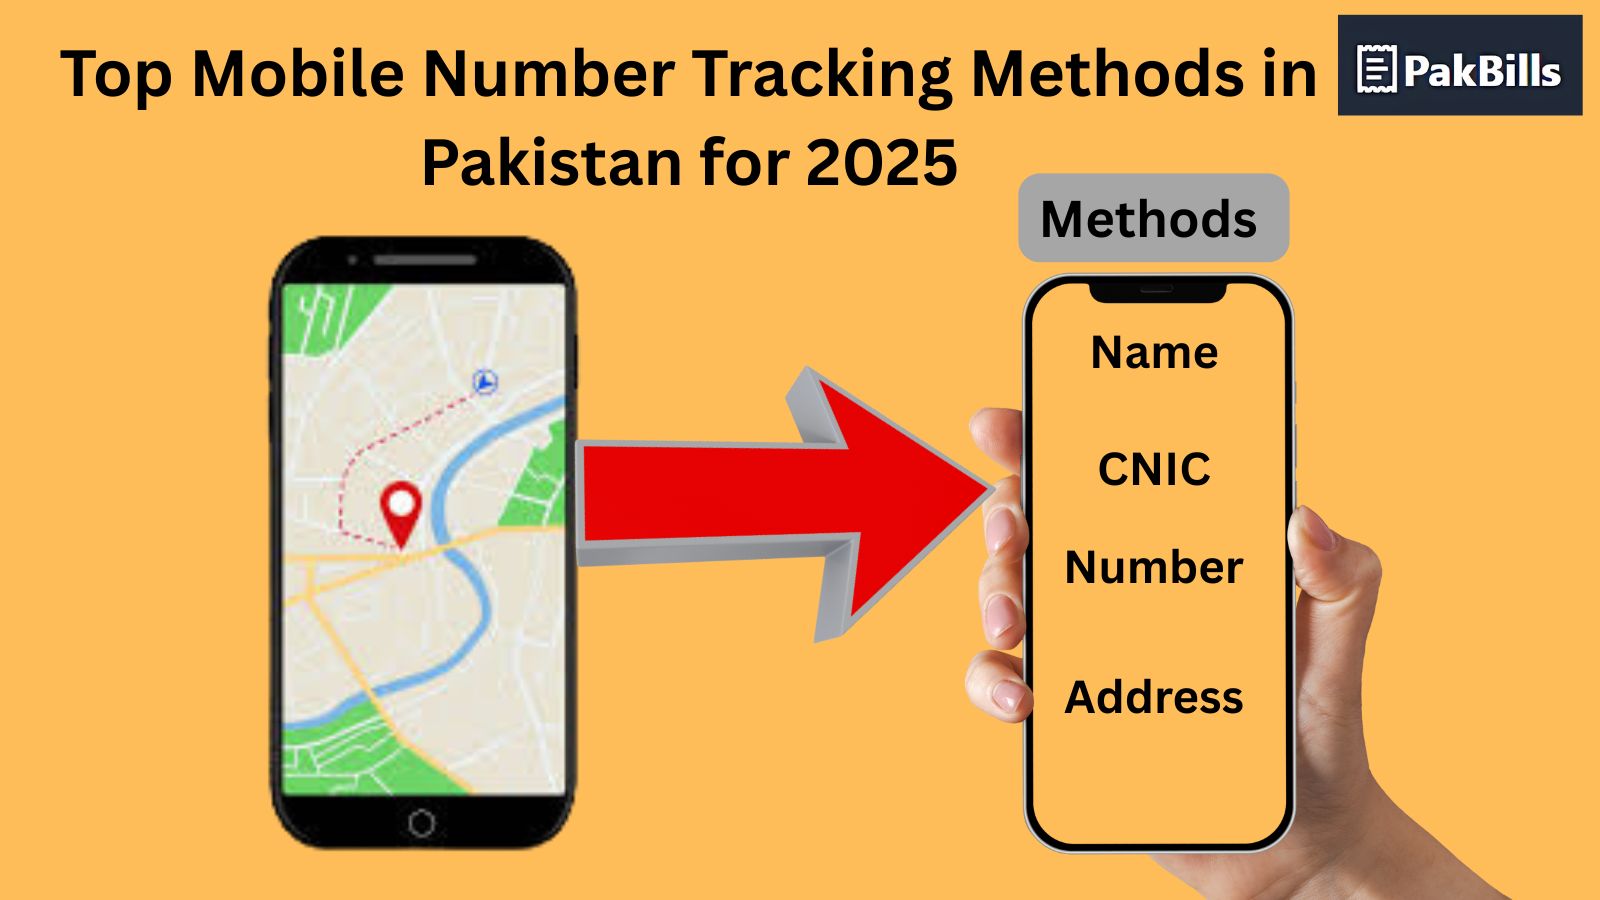 Top Mobile Number Tracking Methods in
Pakistan for 2025
PakBills
Methods
Name
CNIC
Number
Address